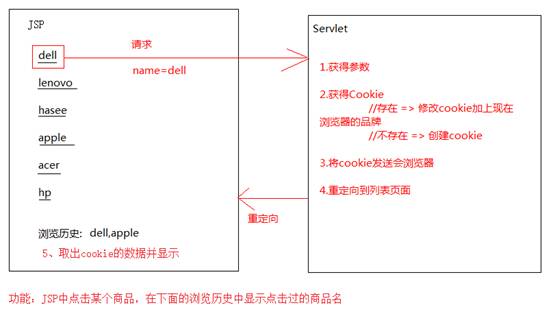 JSP
dell
lenovo
hasee
apple
acer
hp
浏览历史: dell,apple
5、取出cookie的数据并显示
请求
name=dell
重定向
Servlet
1.获得参数
2.获得Cookie
//存在 => 修改cookie加上现在
浏览器的品牌
//不存在 => 创建cookie
3.将cookie发送会浏览器
4.重定向到列表页面
功能: JSP中点击某个商品,在下面的浏览历史中显示点击过的商品名